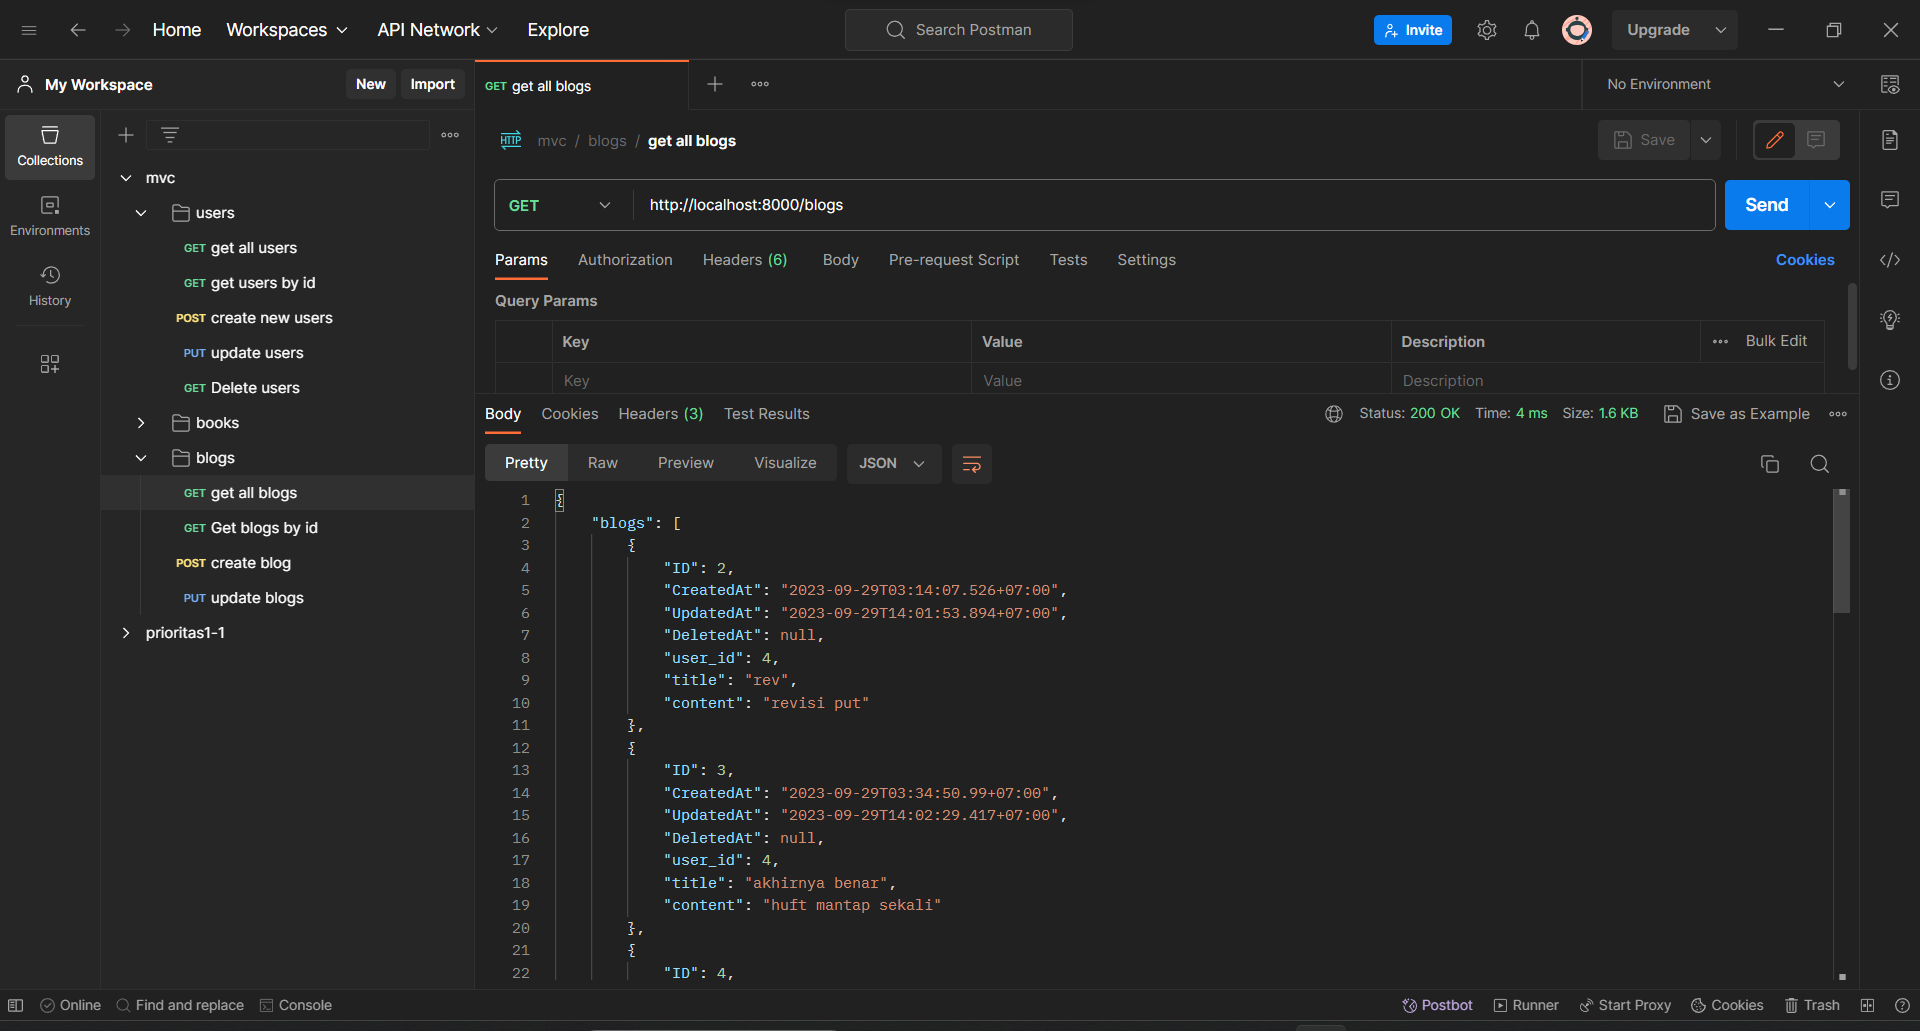 Home Workspaces API Network Explore Search Postman Invite Upgrade
My Workspace New Import GET get all blogs No Environment
Collections
Environments
History
mvc
users
GET get all users
GET get users by id
POST create new users
PUT update users
GET Delete users
books
blogs
GET get all blogs
GET Get blogs by id
POST create blog
PUT update blogs
prioritas1-1
HTTP mvc / blogs / get all blogs Save
GET http://localhost:8000/blogs Send
Params Authorization Headers (6) Body Pre-request Script Tests Settings Cookies
Query Params
Key Value Description Bulk Edit
Key Value Description
Body Cookies Headers (3) Test Results Status: 200 OK Time: 4 ms Size: 1.6 KB Save as Example
Pretty Raw Preview Visualize JSON
1 {
2 "blogs": [
3 {
4 "ID": 2,
5 "CreatedAt": "2023-09-29T03:14:07.526+07:00",
6 "UpdatedAt": "2023-09-29T14:01:53.894+07:00",
7 "DeletedAt": null,
8 "user_id": 4,
9 "title": "rev",
10 "content": "revisi put"
11 },
12 {
13 "ID": 3,
14 "CreatedAt": "2023-09-29T03:34:50.99+07:00",
15 "UpdatedAt": "2023-09-29T14:02:29.417+07:00",
16 "DeletedAt": null,
17 "user_id": 4,
18 "title": "akhirnya benar",
19 "content": "huft mantap sekali"
20 },
21 {
22 "ID": 4,
Online Find and replace Console Postbot Runner Start Proxy Cookies Trash